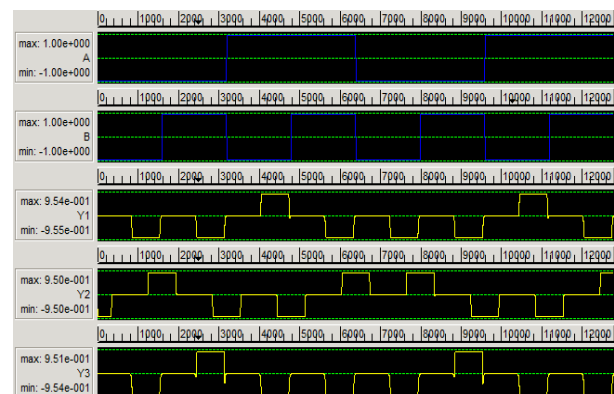 0 1000 2000 3000 4000 5000 6000 7000 8000 9000 10000 11000 12000
max: 1.00e+000
A
min: -1.00e+000
0 1000 2000 3000 4000 5000 6000 7000 8000 9000 10000 11000 12000
max: 1.00e+000
B
min: -1.00e+000
0 1000 2000 3000 4000 5000 6000 7000 8000 9000 10000 11000 12000
max: 9.54e-001
Y1
min: -9.55e-001
0 1000 2000 3000 4000 5000 6000 7000 8000 9000 10000 11000 12000
max: 9.50e-001
Y2
min: -9.50e-001
0 1000 2000 3000 4000 5000 6000 7000 8000 9000 10000 11000 12000
max: 9.51e-001
Y3
min: -9.54e-001